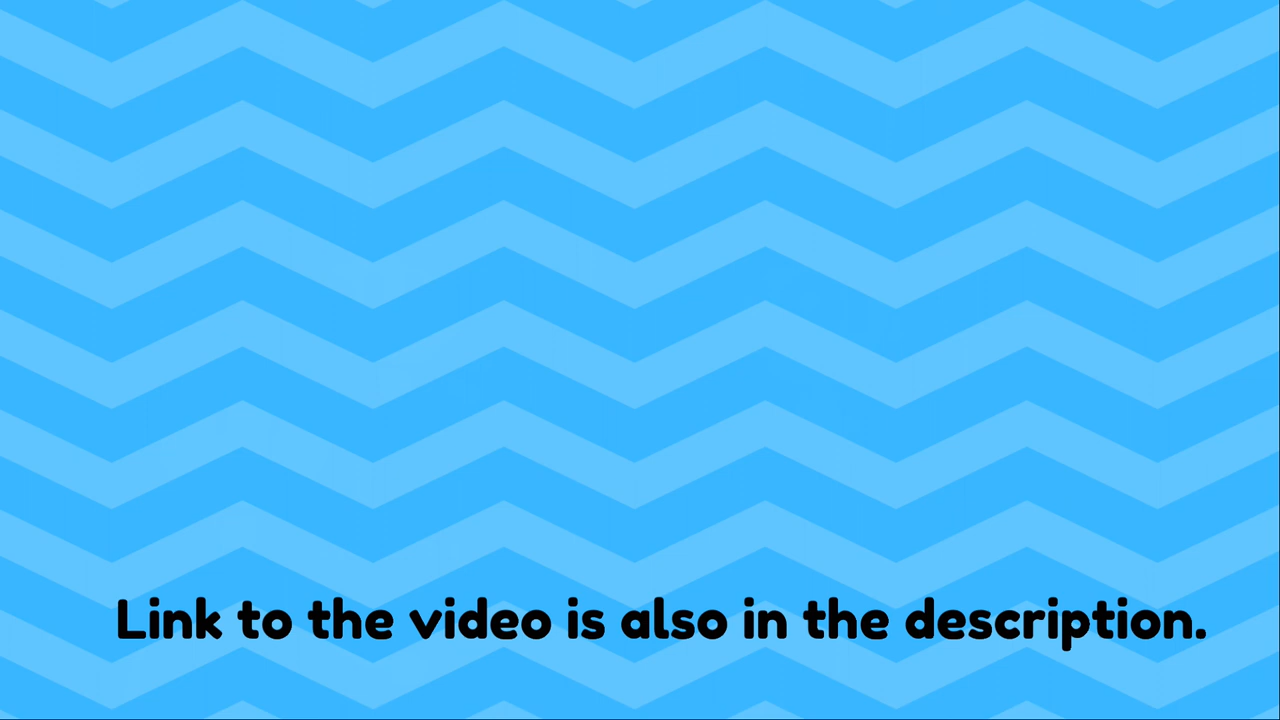 Link to the video is also in the description.